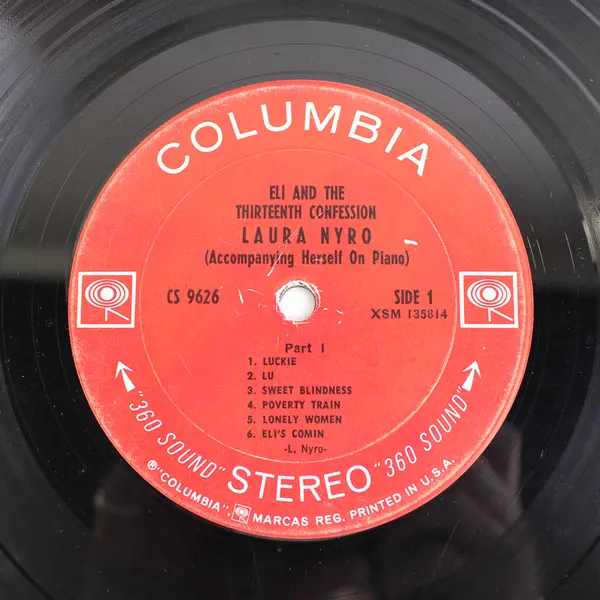 COLUMBIA
ELI AND THE
THIRTEENTH CONFESSION
LAURA NYRO
(Accompanying Herself On Piano)
CS 9626
SIDE 1
XSM 135814
Part I
1. LUCKIE
2. LU
3. SWEET BLINDNESS
4. POVERTY TRAIN
5. LONELY WOMEN
6. ELI'S COMIN
-L. Nyro-
"360 SOUND" STEREO "360 SOUND"
® "COLUMBIA", MARCAS REG. PRINTED IN U.S.A.